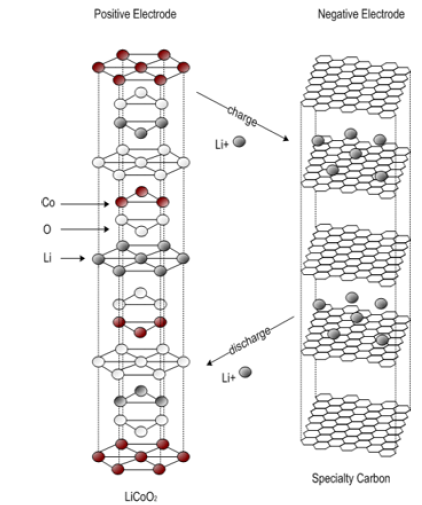 Positive Electrode
Negative Electrode
charge
Li+
Co
O
Li
discharge
Li+
Specialty Carbon
LiCoO₂